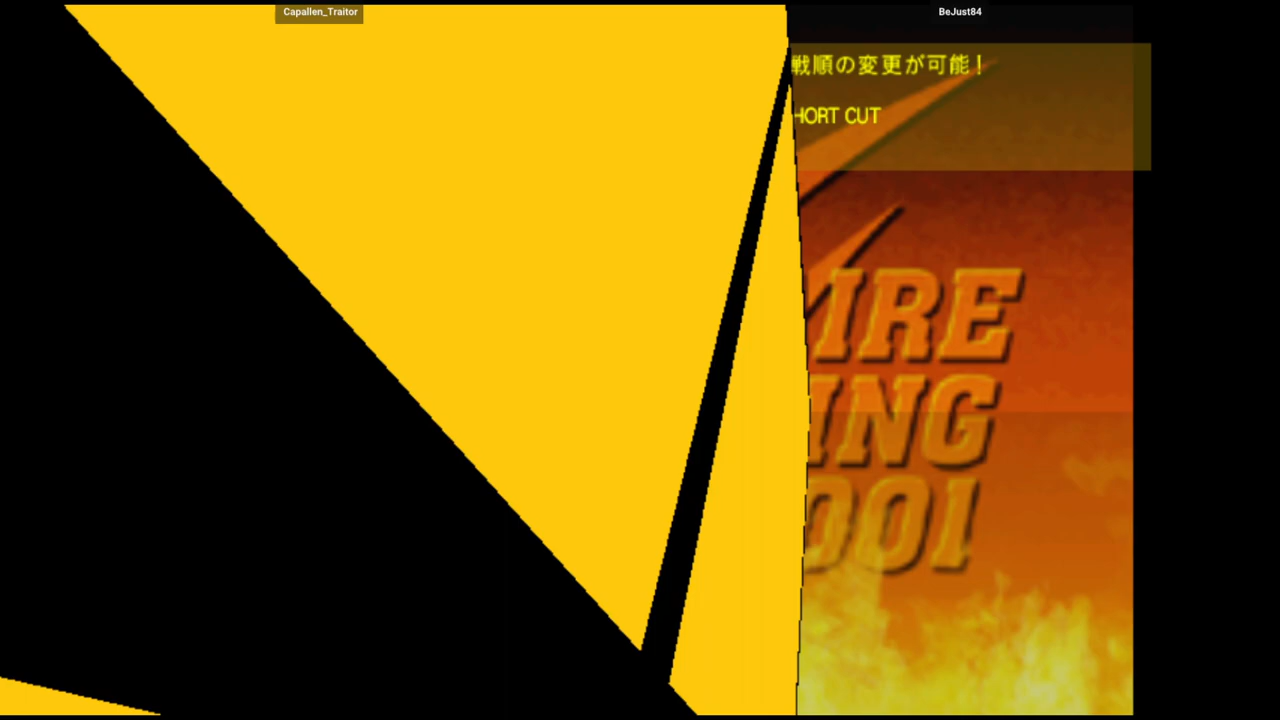 Capallen_Traitor
BeJust84
戦順の変更が可能！
HORT CUT
IRE
ING
001